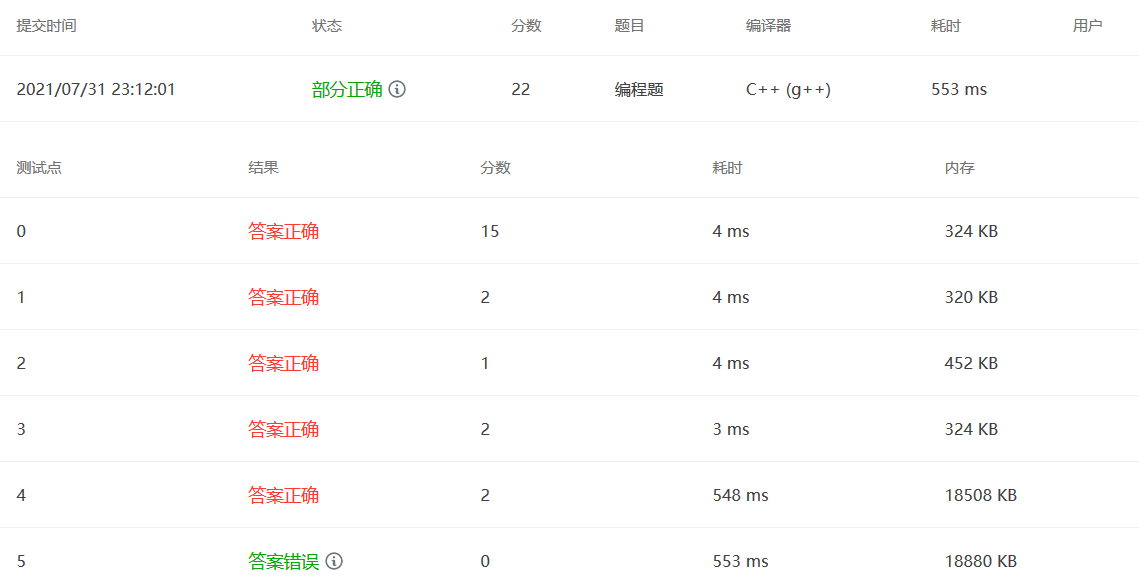 提交时间 状态 分数 题目 编译器 耗时 用户
2021/07/31 23:12:01 部分正确 22 编程题 C++ (g++) 553 ms
测试点 结果 分数 耗时 内存
0 答案正确 15 4 ms 324 KB
1 答案正确 2 4 ms 320 KB
2 答案正确 1 4 ms 452 KB
3 答案正确 2 3 ms 324 KB
4 答案正确 2 548 ms 18508 KB
5 答案错误 0 553 ms 18880 KB